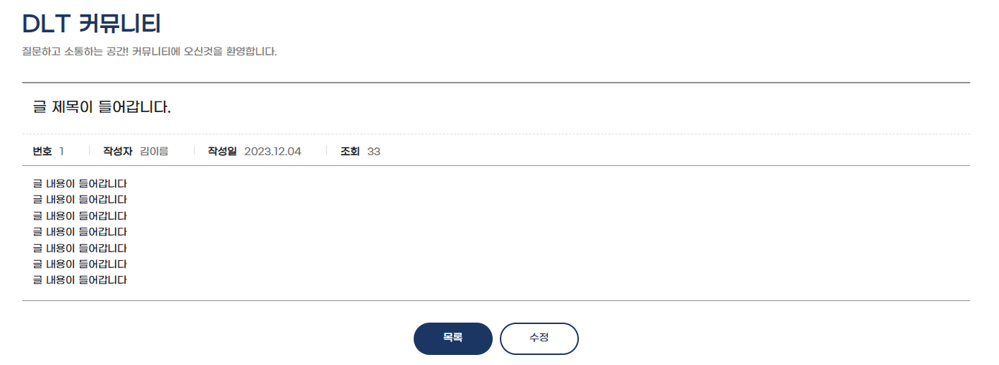 DLT 커뮤니티
질문하고 소통하는 공간! 커뮤니티에 오신것을 환영합니다.
글 제목이 들어갑니다.
번호 1 작성자 김이름 작성일 2023.12.04 조회 33
글 내용이 들어갑니다
글 내용이 들어갑니다
글 내용이 들어갑니다
글 내용이 들어갑니다
글 내용이 들어갑니다
글 내용이 들어갑니다
글 내용이 들어갑니다
목록 수정